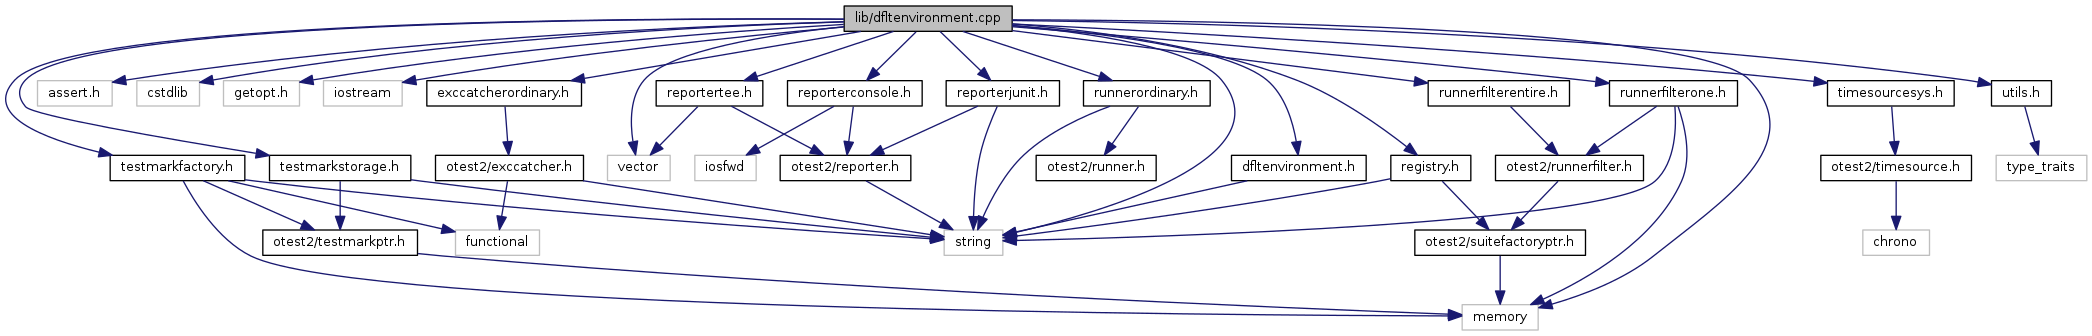 lib/dfltenvironment.cpp
assert.h
cstdlib
getopt.h
iostream
exccatcherordinary.h
reportertee.h
reporterconsole.h
reporterjunit.h
runnerordinary.h
runnerfilterentire.h
runnerfilterone.h
timesourcesys.h
utils.h
testmarkfactory.h
testmarkstorage.h
otest2/exccatcher.h
vector
iosfwd
otest2/reporter.h
otest2/runner.h
dfltenvironment.h
registry.h
otest2/runnerfilter.h
otest2/timesource.h
type_traits
otest2/testmarkptr.h
functional
string
otest2/suitefactoryptr.h
chrono
memory